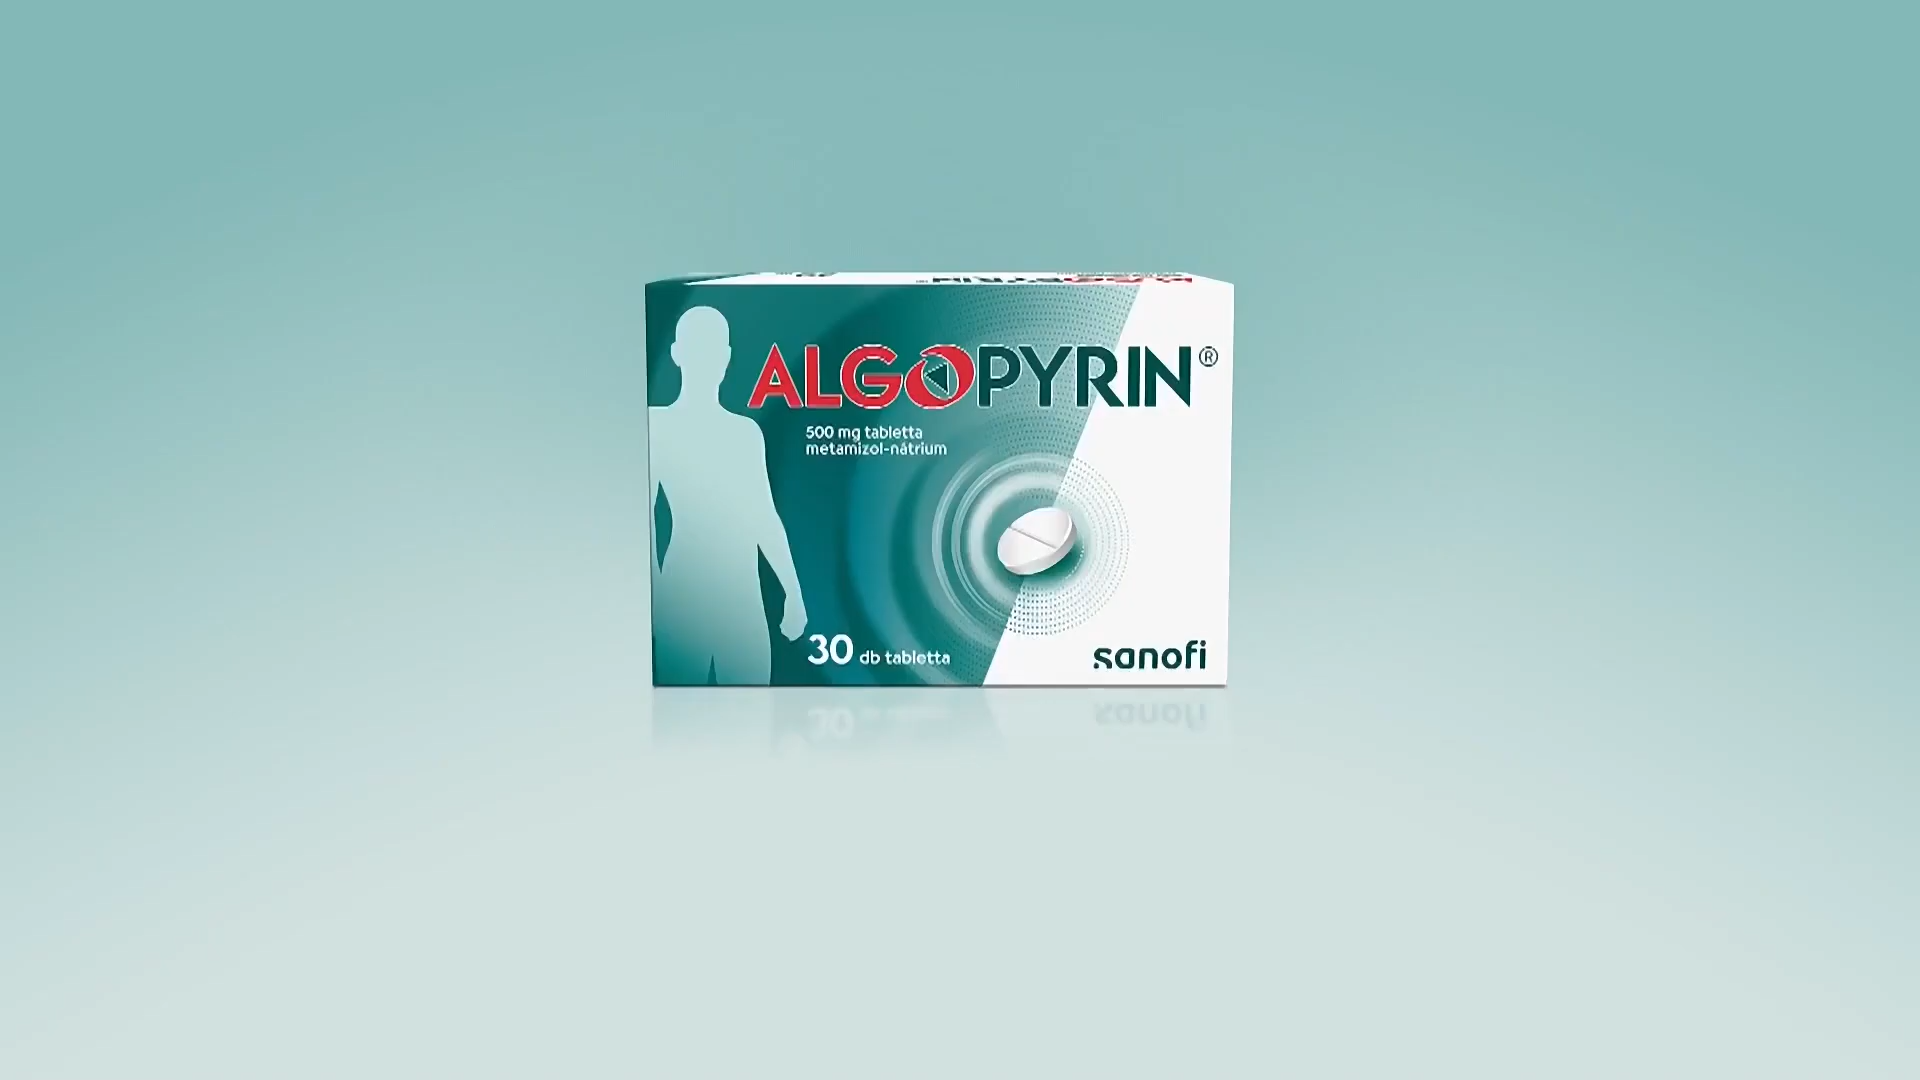 ALGOPYRIN®
500 mg tabletta
metamizol-nátrium
30 db tabletta
sanofi